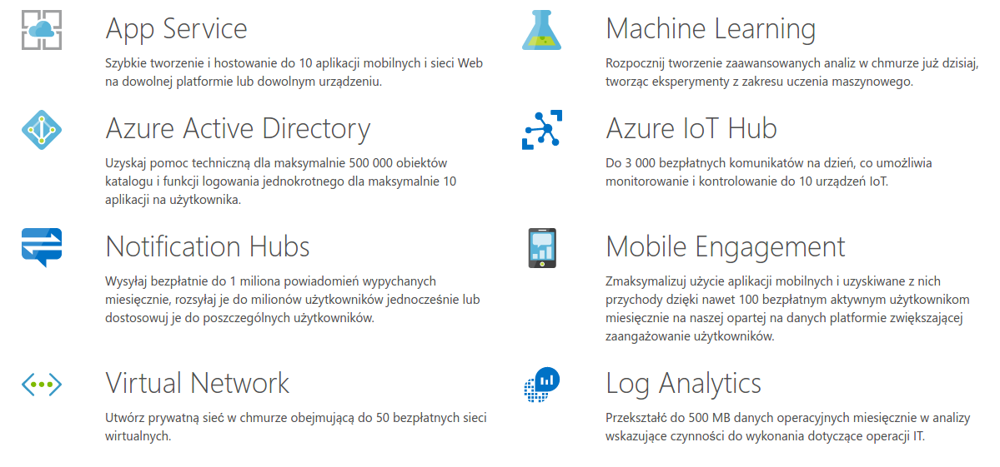 App Service
Szybkie tworzenie i hostowanie do 10 aplikacji mobilnych i sieci Web
na dowolnej platformie lub dowolnym urządzeniu.
Machine Learning
Rozpocznij tworzenie zaawansowanych analiz w chmurze już dzisiaj,
tworząc eksperymenty z zakresu uczenia maszynowego.
Azure Active Directory
Uzyskaj pomoc techniczną dla maksymalnie 500 000 obiektów
katalogu i funkcji logowania jednokrotnego dla maksymalnie 10
aplikacji na użytkownika.
Azure IoT Hub
Do 3 000 bezpłatnych komunikatów na dzień, co umożliwia
monitorowanie i kontrolowanie do 10 urządzeń IoT.
Notification Hubs
Wysyłaj bezpłatnie do 1 miliona powiadomień wypychanych
miesięcznie, rozsyłaj je do milionów użytkowników jednocześnie lub
dostosowuj je do poszczególnych użytkowników.
Mobile Engagement
Zmaksymalizuj użycie aplikacji mobilnych i uzyskiwane z nich
przychody dzięki nawet 100 bezpłatnym aktywnym użytkownikom
miesięcznie na naszej opartej na danych platformie zwiększającej
zaangażowanie użytkowników.
Virtual Network
Utwórz prywatną sieć w chmurze obejmującą do 50 bezpłatnych sieci
wirtualnych.
Log Analytics
Przekształć do 500 MB danych operacyjnych miesięcznie w analizy
wskazujące czynności do wykonania dotyczące operacji IT.